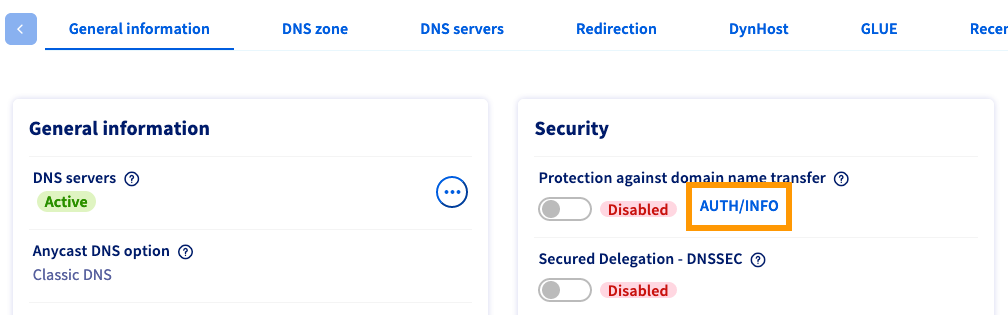 General information
DNS zone
DNS servers
Redirection
DynHost
GLUE
Recen
General information
DNS servers
Active
Anycast DNS option
Classic DNS
Security
Protection against domain name transfer
Disabled
AUTH/INFO
Secured Delegation - DNSSEC
Disabled